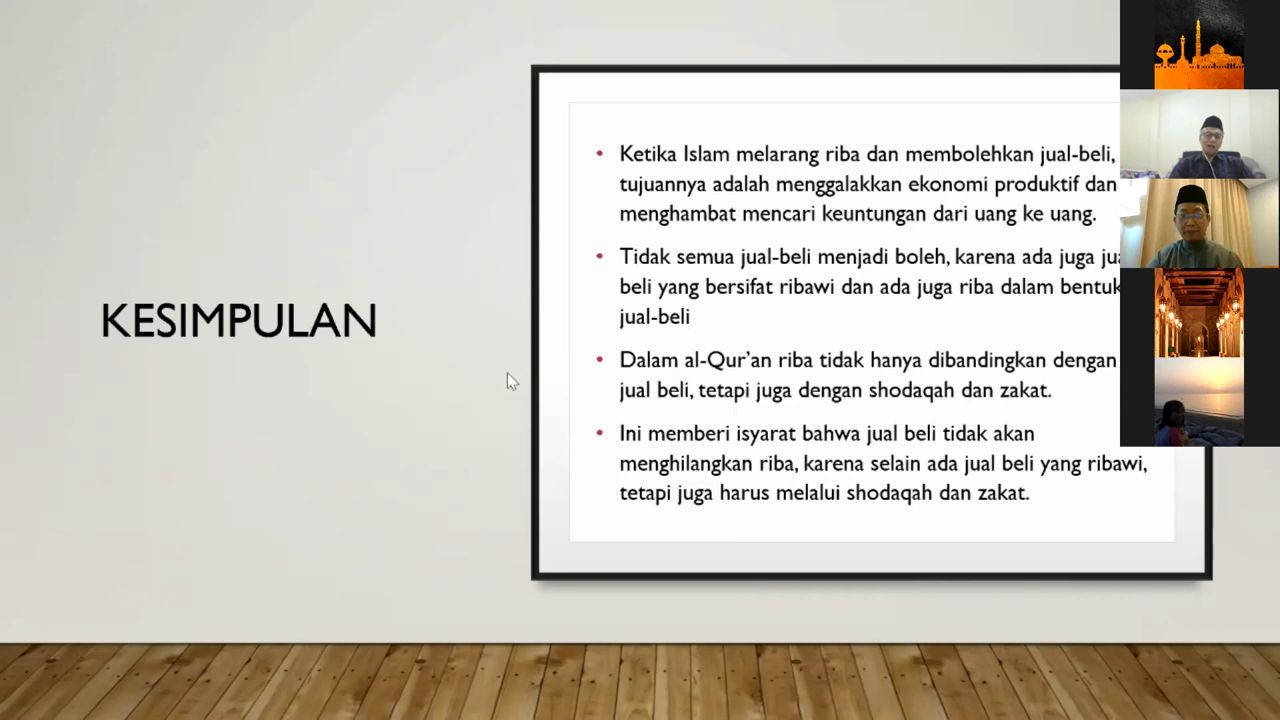 KESIMPULAN
• Ketika Islam melarang riba dan membolehkan jual-beli,
tujuannya adalah menggalakkan ekonomi produktif dan
menghambat mencari keuntungan dari uang ke uang.
• Tidak semua jual-beli menjadi boleh, karena ada juga
beli yang bersifat ribawi dan ada juga riba dalam bentuk
jual-beli
• Dalam al-Qur’an riba tidak hanya dibandingkan dengan
jual beli, tetapi juga dengan shodaqah dan zakat.
• Ini memberi isyarat bahwa jual beli tidak akan
menghilangkan riba, karena selain ada jual beli yang ribawi,
tetapi juga harus melalui shodaqah dan zakat.